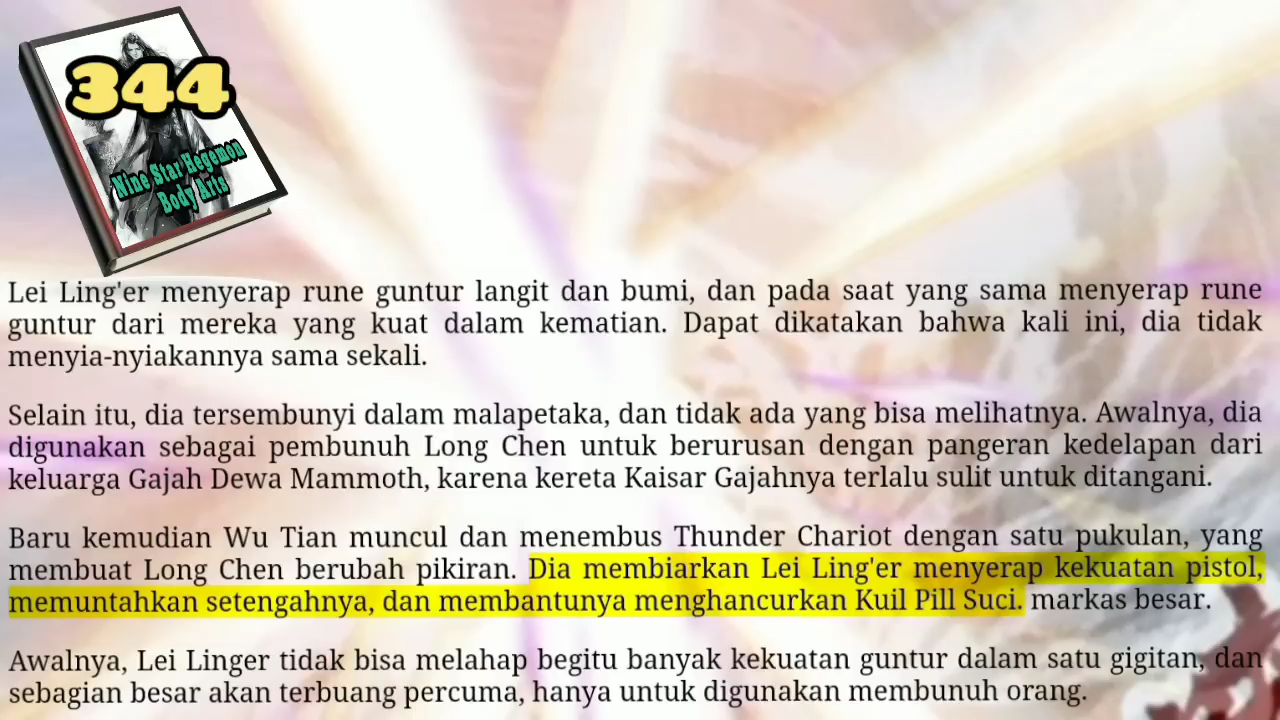 344
Nine Star Hegemon
Body Arts
Lei Ling'er menyerap rune guntur langit dan bumi, dan pada saat yang sama menyerap rune
guntur dari mereka yang kuat dalam kematian. Dapat dikatakan bahwa kali ini, dia tidak
menyia-nyiakannya sama sekali.
Selain itu, dia tersembunyi dalam malapetaka, dan tidak ada yang bisa melihatnya. Awalnya, dia
digunakan sebagai pembunuh Long Chen untuk berurusan dengan pangeran kedelapan dari
keluarga Gajah Dewa Mammoth, karena kereta Kaisar Gajahnya terlalu sulit untuk ditangani.
Baru kemudian Wu Tian muncul dan menembus Thunder Chariot dengan satu pukulan, yang
membuat Long Chen berubah pikiran. Dia membiarkan Lei Ling'er menyerap kekuatan pistol,
memuntahkan setengahnya, dan membantunya menghancurkan Kuil Pill Suci. markas besar.
Awalnya, Lei Linger tidak bisa melahap begitu banyak kekuatan guntur dalam satu gigitan, dan
sebagian besar akan terbuang percuma, hanya untuk digunakan membunuh orang.